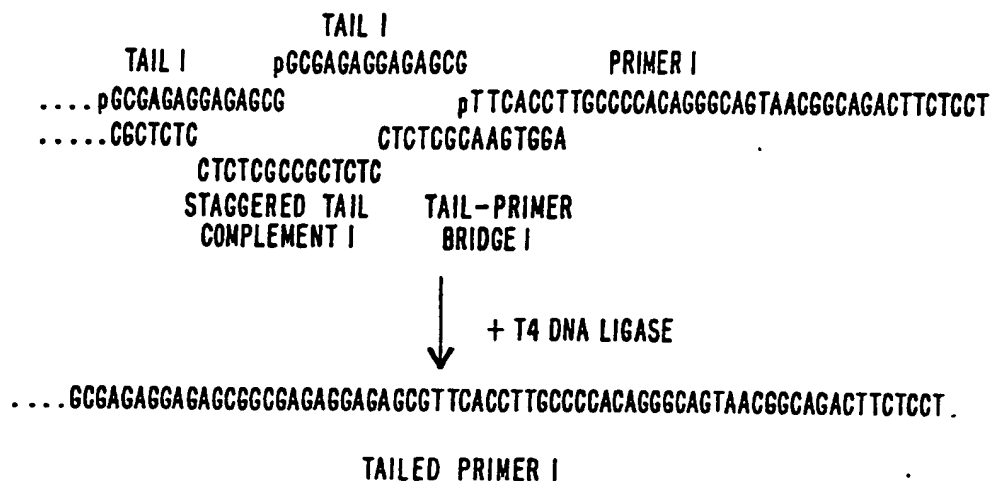 TAIL I
TAIL I pGCGAGAGGAGAGCG PRIMER I
....pGCGAGAGGAGAGCG pTTCACCTTGCCCCACAGGGCAGTAACGGCAGACTTCTCCT
.....CGCTCTC CTCTCGCAAGTGGA
CTCTCGCCGCTCTC
STAGGERED TAIL TAIL-PRIMER
COMPLEMENT I BRIDGE I
+ T4 DNA LIGASE
....GCGAGAGGAGAGCGGCGAGAGGAGAGCGTTCACCTTGCCCCACAGGGCAGTAACGGCAGACTTCTCCT.
TAILED PRIMER I